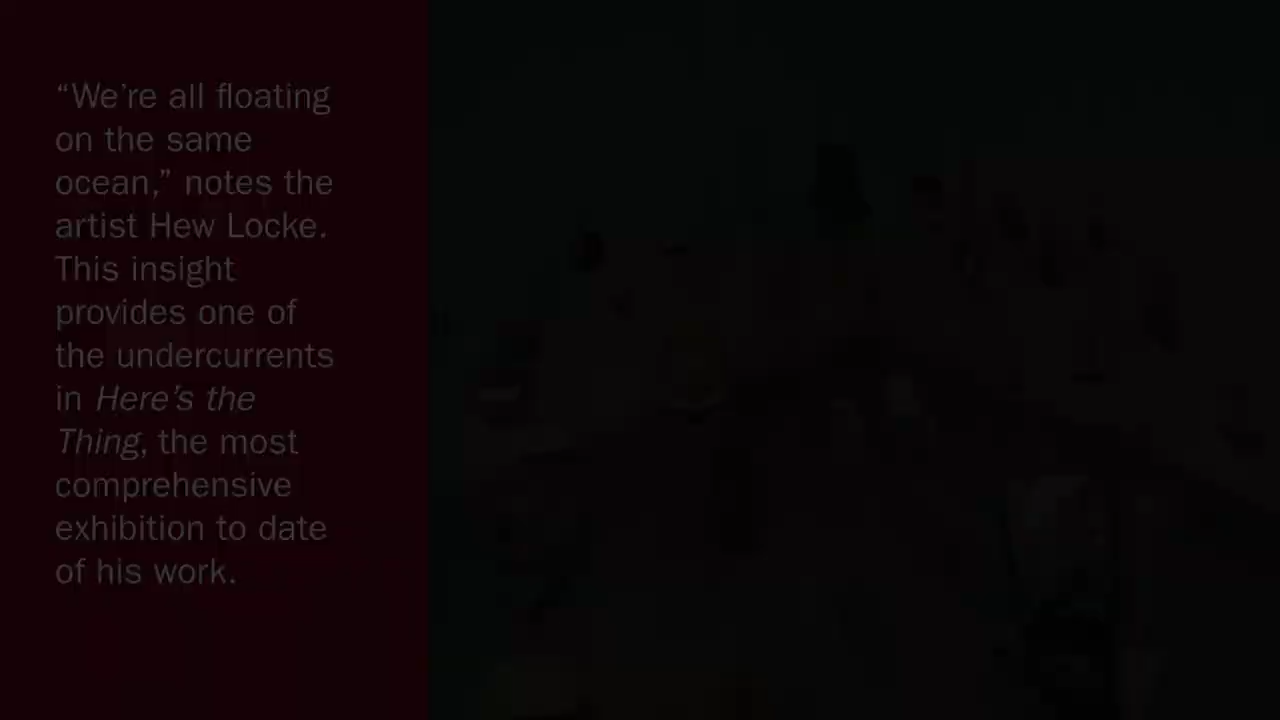 “We’re all floating
on the same
ocean,” notes the
artist Hew Locke.
This insight
provides one of
the undercurrents
in Here’s the
Thing, the most
comprehensive
exhibition to date
of his work.